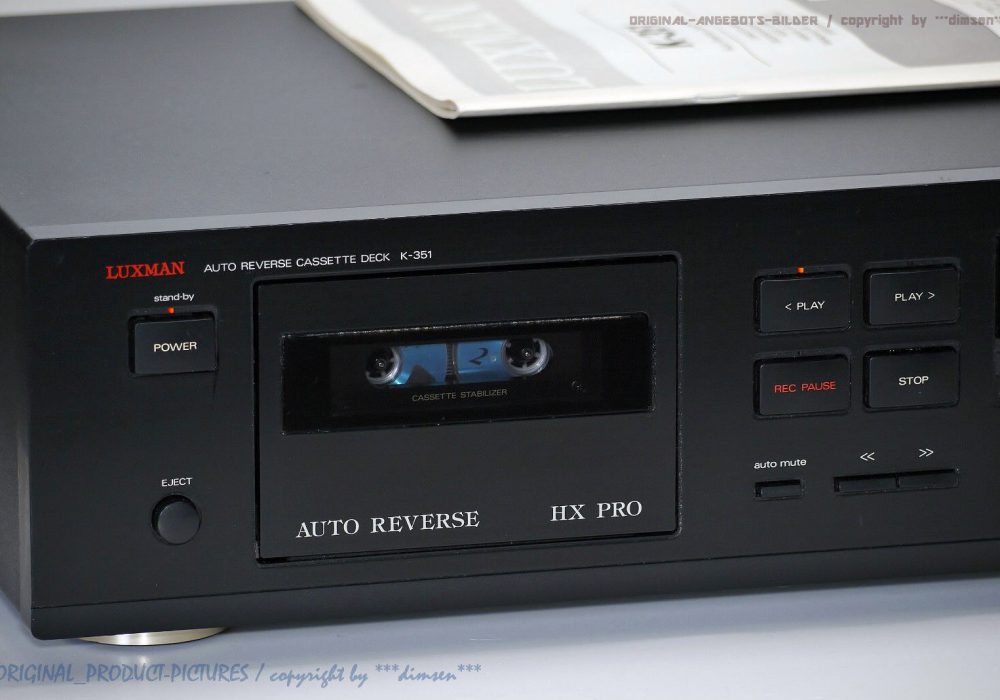 ORIGINAL-ANGEBOTS-BILDER / copyright by ***dimsen
LUXMAN
LUXMAN AUTO REVERSE CASSETTE DECK K-351
stand-by
POWER
< PLAY
PLAY >
2
CASSETTE STABILIZER
REC PAUSE
STOP
auto mute
<<
>>
EJECT
AUTO REVERSE
HX PRO
ORIGINAL_PRODUCT-PICTURES / copyright by ***dimsen***